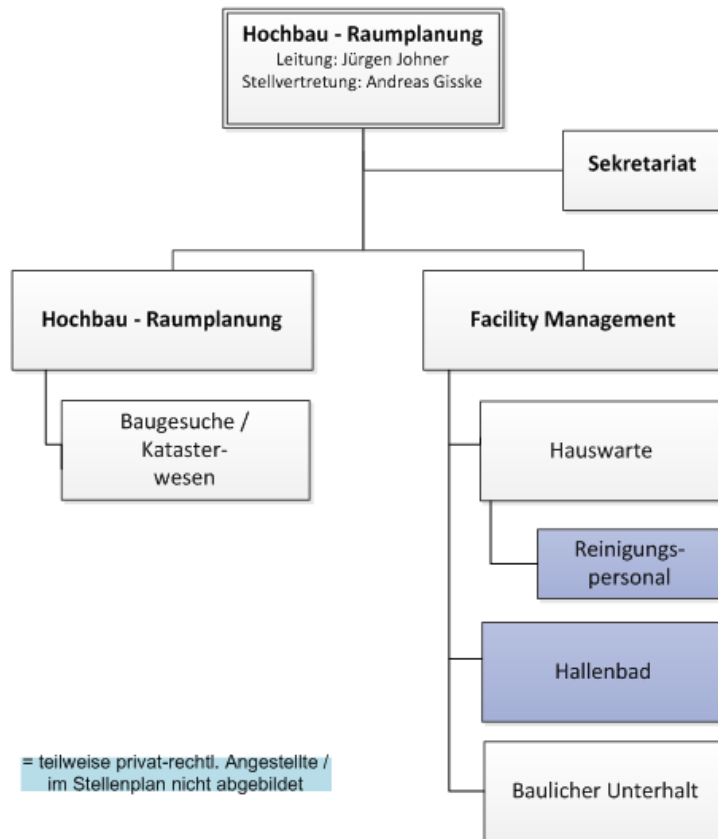 Hochbau - Raumplanung
Leitung: Jürgen Johner
Stellvertretung: Andreas Gisske
Sekretariat
Hochbau - Raumplanung
Facility Management
Baugesuche /
Kataster-
wesen
Hauswarte
Reinigungs-
personal
Hallenbad
= teilweise privat-rechtl. Angestellte /
im Stellenplan nicht abgebildet
Baulicher Unterhalt